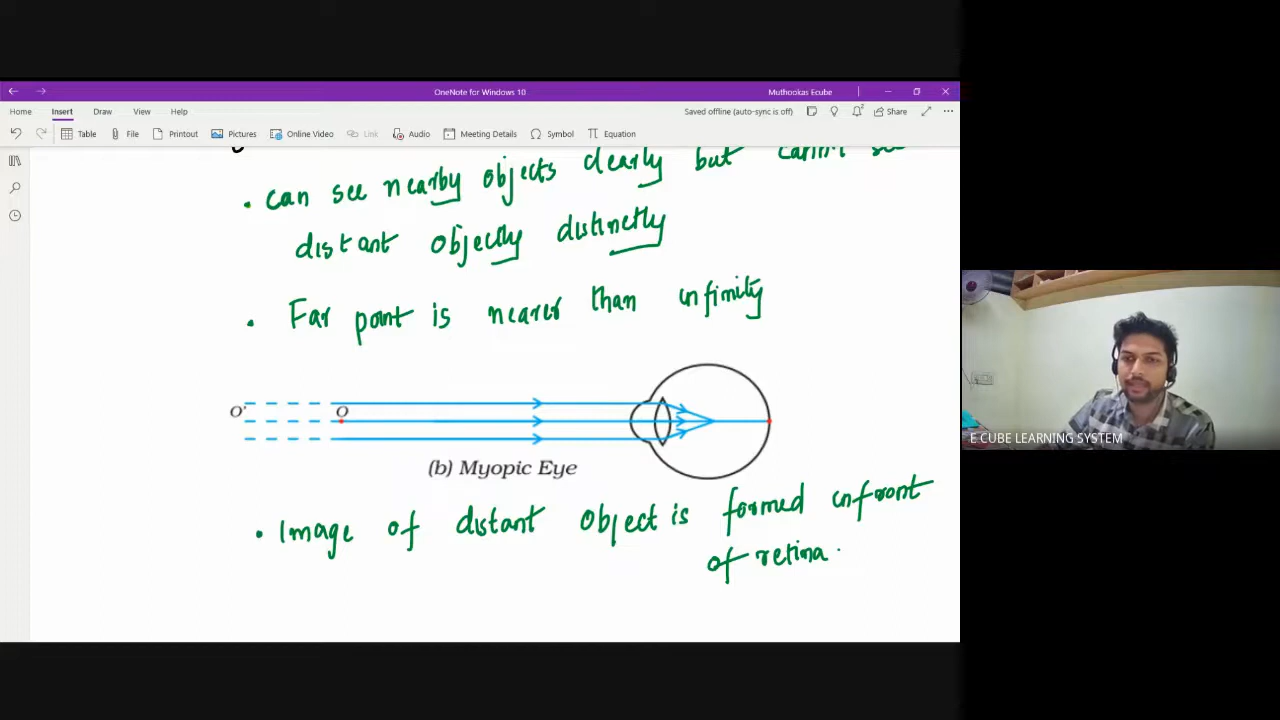 OneNote for Windows 10
Muthookas Ecube
Home Insert Draw View Help
Saved offline (auto-sync is off)
Share
Table File Printout Pictures Online Video Link Audio Meeting Details Symbol Equation
clearly but cannot see
• can see nearby objects
distant objectly distinctly
• Far point is nearer than infinity
O' O
(b) Myopic Eye
E CUBE LEARNING SYSTEM
• Image of distant object is formed infront
of retina.